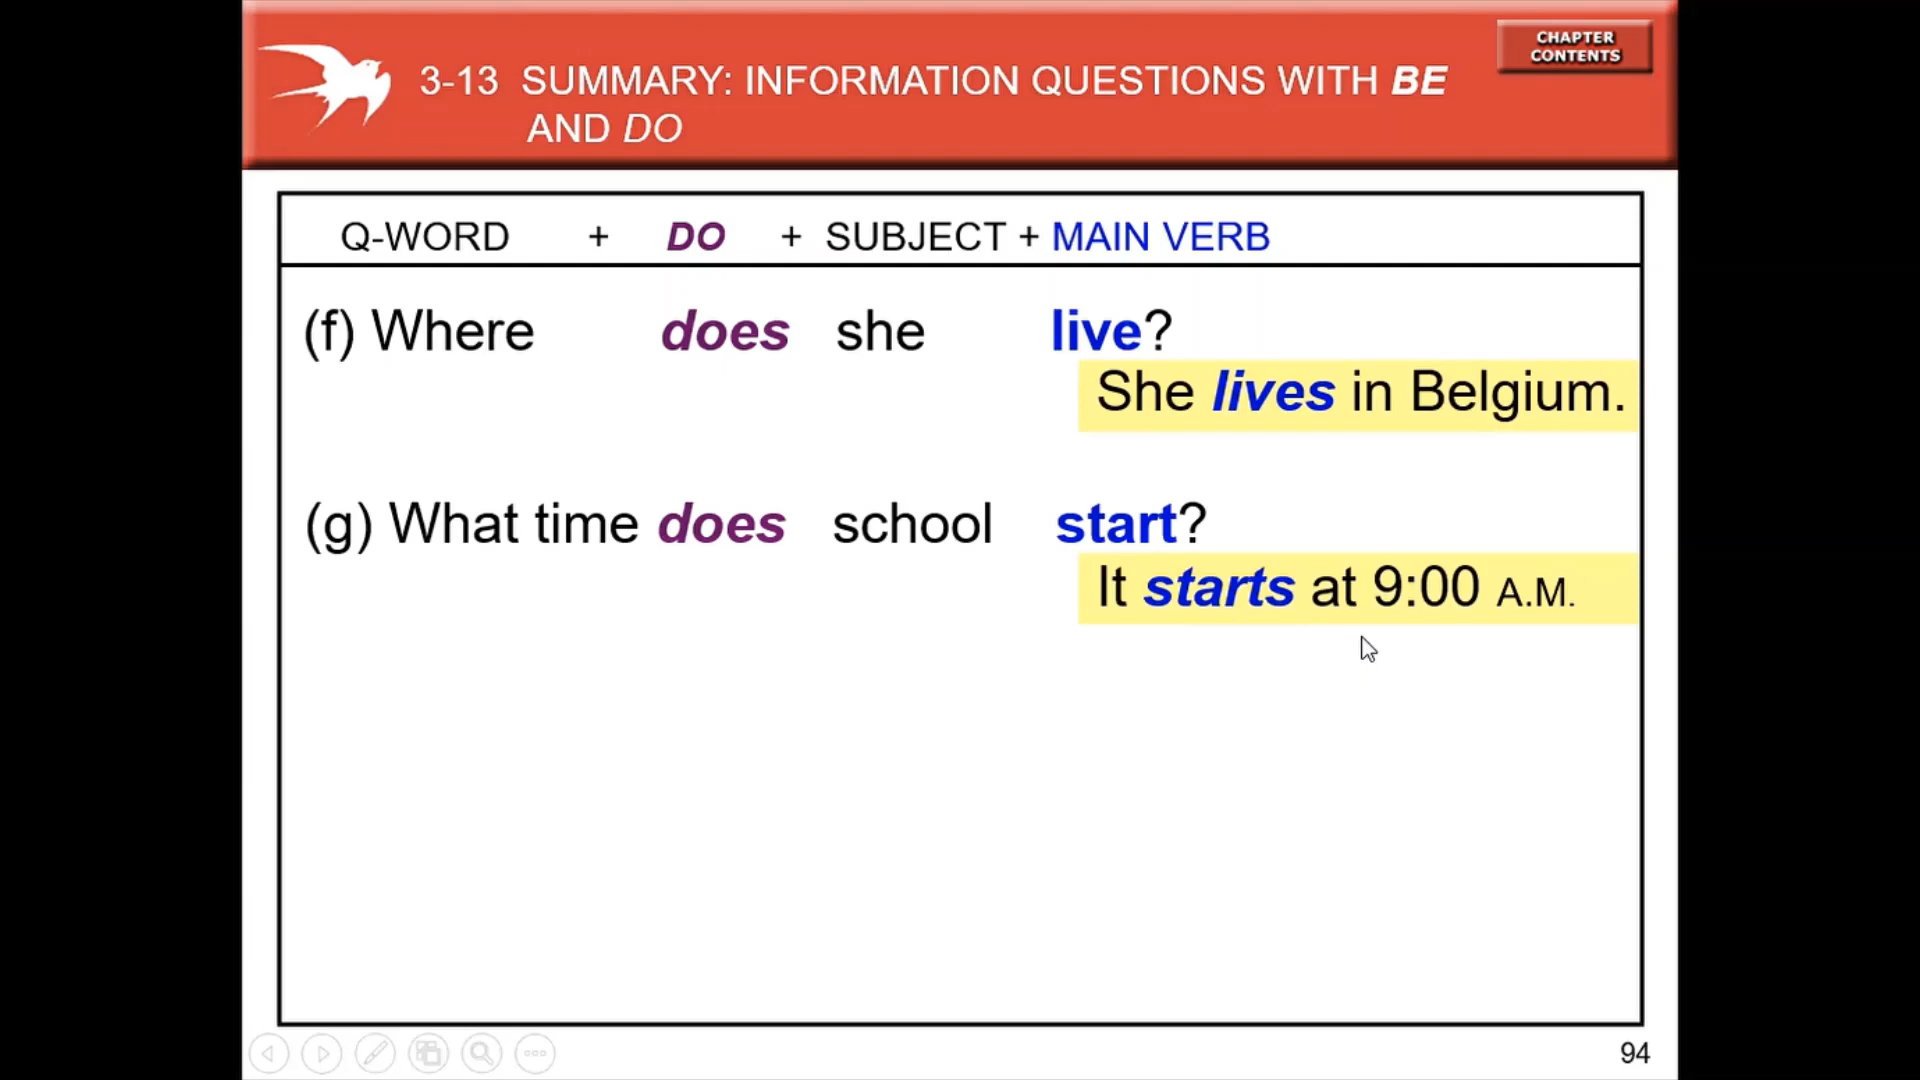 CHAPTER
CONTENTS
3-13 SUMMARY: INFORMATION QUESTIONS WITH BE
AND DO
Q-WORD + DO + SUBJECT + MAIN VERB
(f) Where does she live?
She lives in Belgium.
(g) What time does school start?
It starts at 9:00 A.M.
94